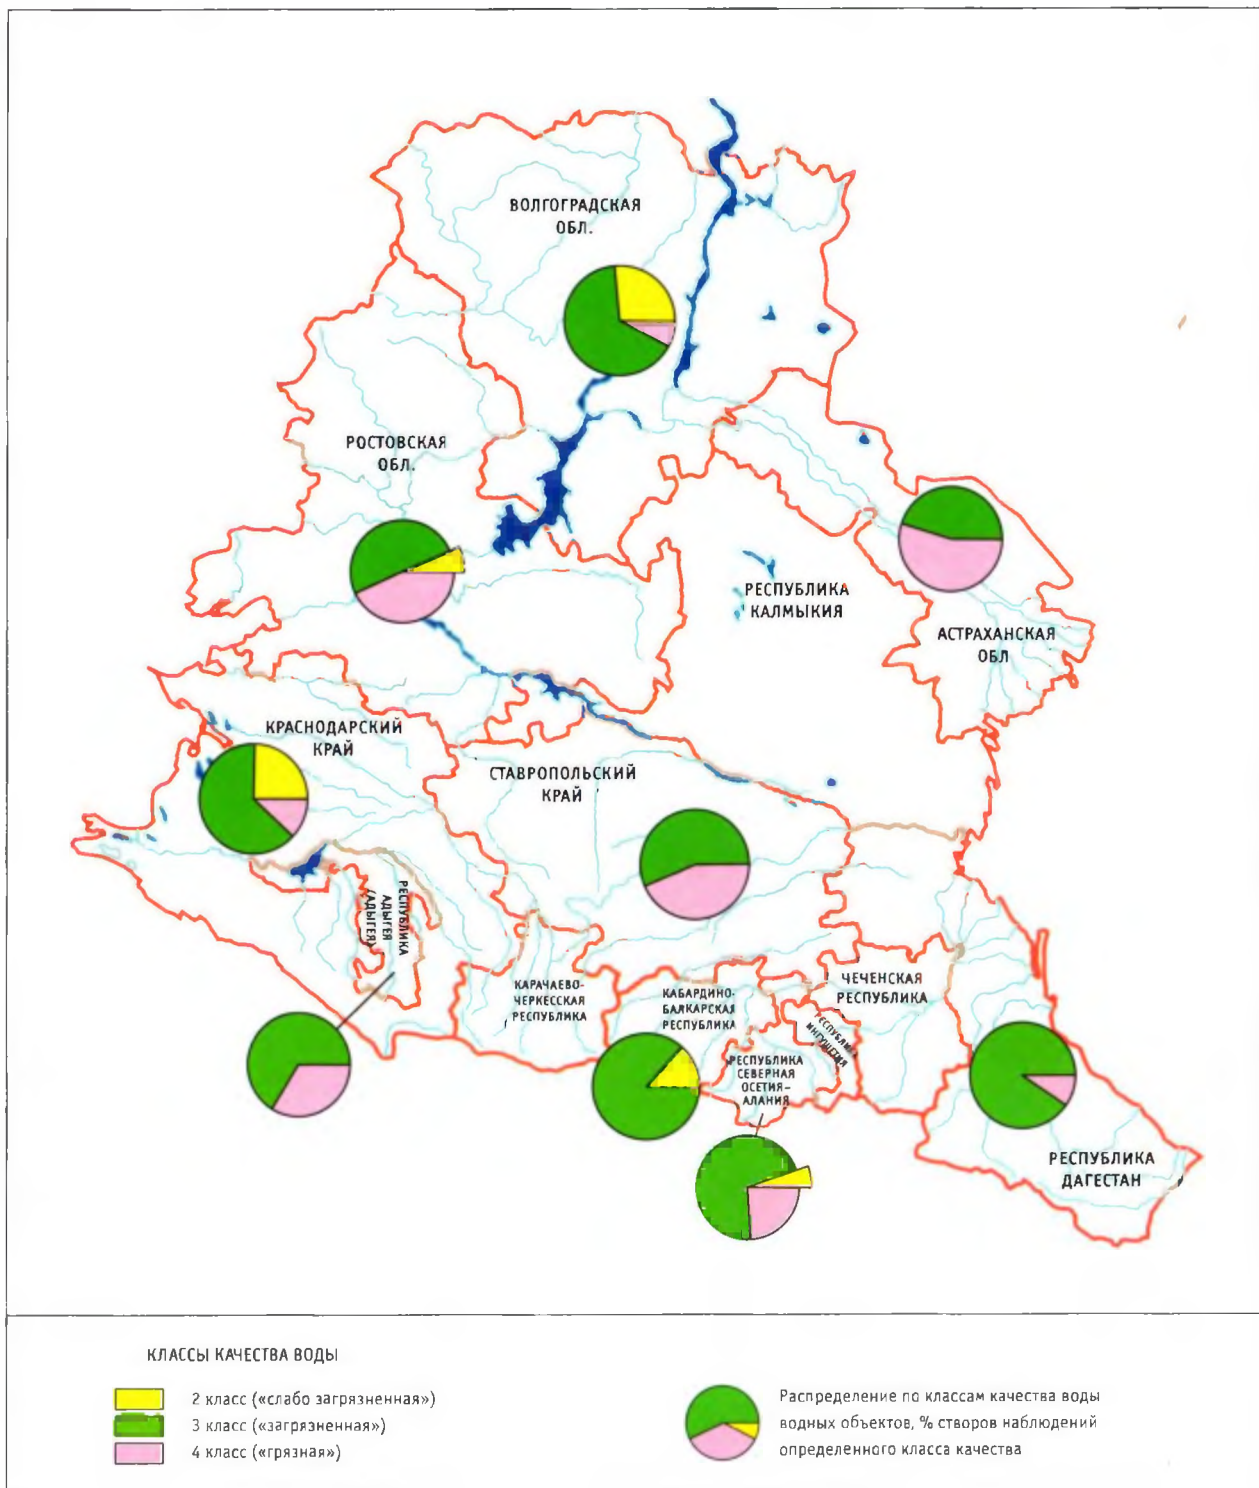 ВОЛГОГРАДСКАЯ
ОБЛ.
РОСТОВСКАЯ
ОБЛ.
РЕСПУБЛИКА
КАЛМЫКИЯ
АСТРАХАНСКАЯ
ОБЛ
КРАСНОДАРСКИЙ
КРАЙ
СТАВРОПОЛЬСКИЙ
КРАЙ
РЕСПУБЛИКА
АДЫГЕЯ
(АДЫГЕЯ)
КАРАЧАЕВО-
ЧЕРКЕССКАЯ
РЕСПУБЛИКА
КАБАРДИНО-
БАЛКАРСКАЯ
РЕСПУБЛИКА
ЧЕЧЕНСКАЯ
РЕСПУБЛИКА
РЕСПУБЛИКА
ИНГУШЕТИЯ
РЕСПУБЛИКА
СЕВЕРНАЯ
ОСЕТИЯ–
АЛАНИЯ
РЕСПУБЛИКА
ДАГЕСТАН
КЛАССЫ КАЧЕСТВА ВОДЫ
2 класс («слабо загрязненная»)
3 класс («загрязненная»)
4 класс («грязная»)
Распределение по классам качества воды
водных объектов, % створов наблюдений
определенного класса качества